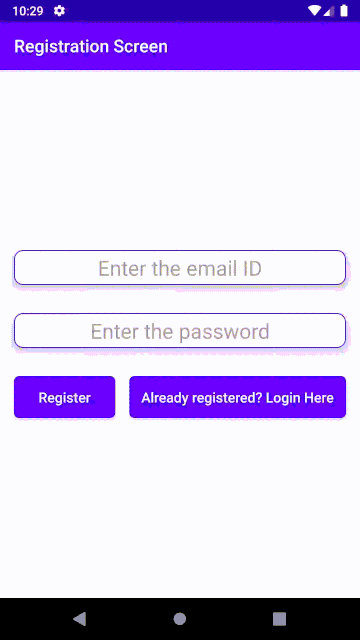 10:29
Registration Screen
Enter the email ID
Enter the password
Register
Already registered? Login Here